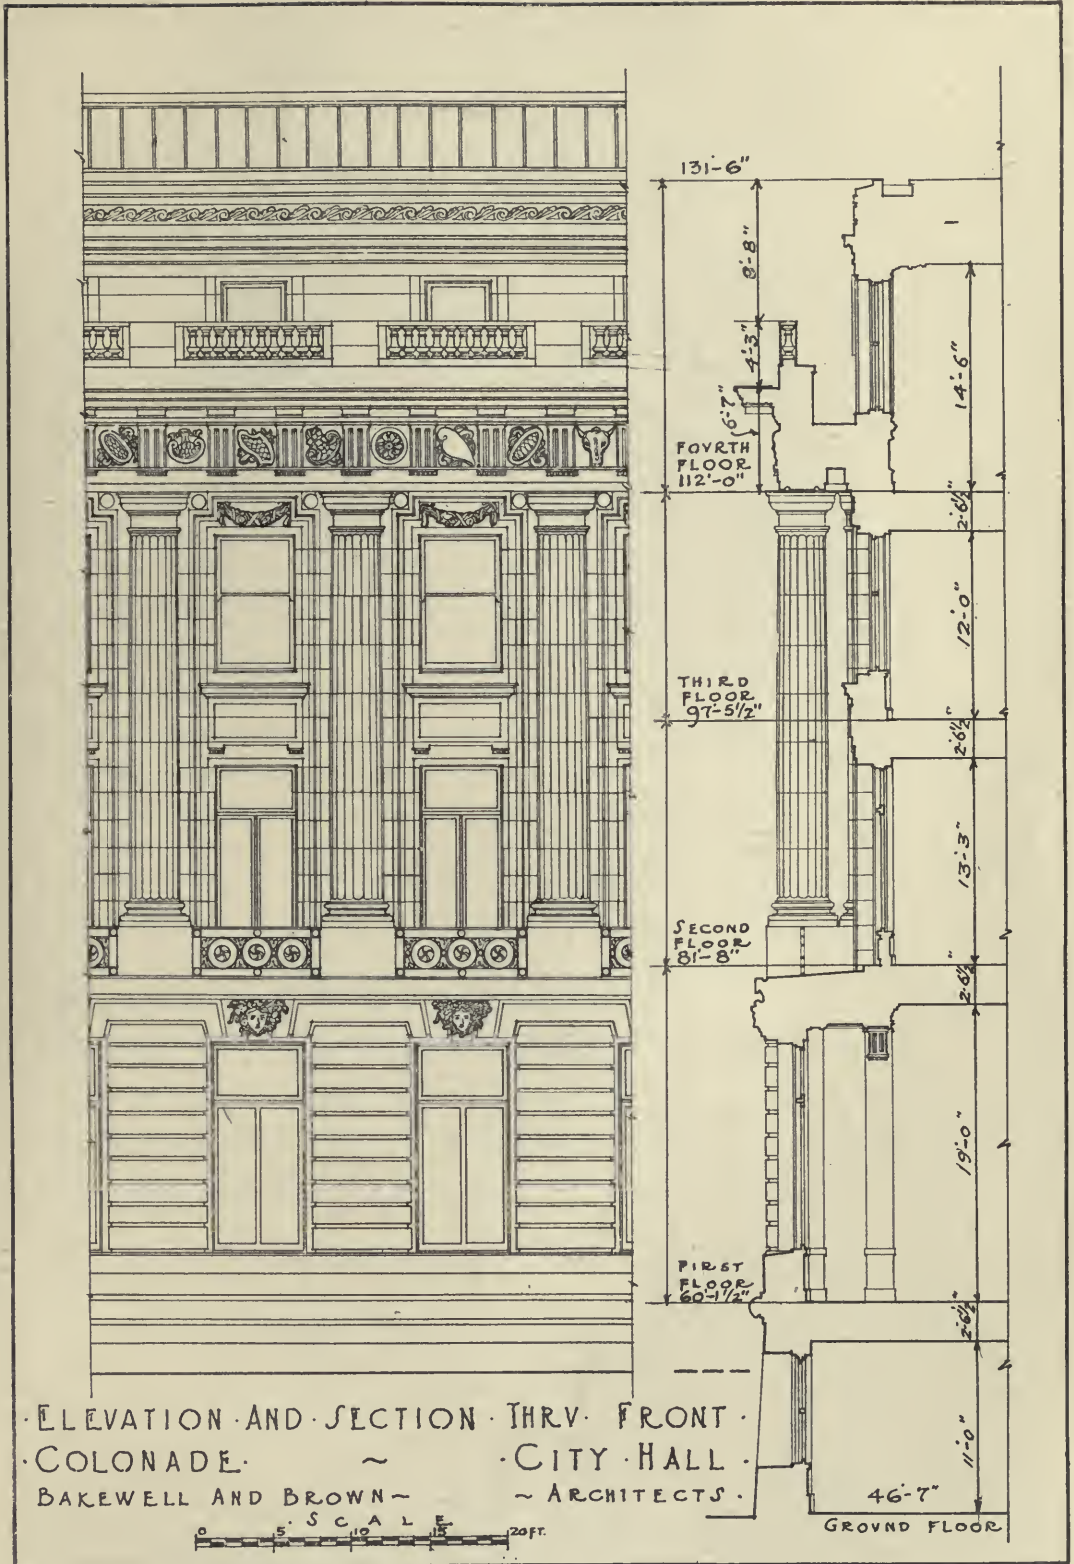 131'-6"
8'-8"
4'-3"
14'-6"
6'-7"
FOVRTH
FLOOR
112'-0"
2'-6½"
12'-0"
THIRD
FLOOR
97'-5½"
2'-6½"
13'-3"
SECOND
FLOOR
81'-8"
2'-6½"
19'-0"
FIRST
FLOOR
60'-1½"
2'-6½"
11'-0"
46'-7"
GROVND FLOOR
·ELEVATION·AND·SECTION·THRV·FRONT·
·COLONADE·~·CITY·HALL·
BAKEWELL AND BROWN~ ~ARCHITECTS·
·SCALE
0 5 10 15 20 FT.